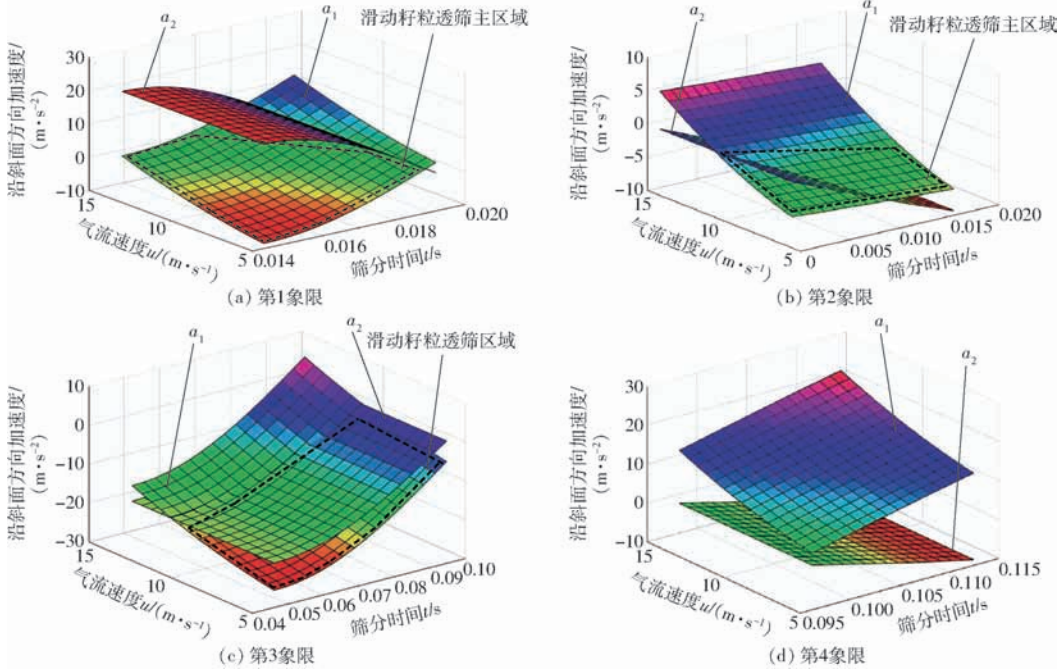 a₂
a₁
滑动籽粒透筛主区域
沿斜面方向加速度/
(m·s⁻²)
30
20
10
0
−10
15
10
5
气流速度u/(m·s⁻¹)
0.014
0.016
0.018
0.020
筛分时间t/s
(a) 第1象限
a₂
a₁
滑动籽粒透筛主区域
沿斜面方向加速度/
(m·s⁻²)
10
5
0
−5
−10
15
10
5
气流速度u/(m·s⁻¹)
0
0.005
0.010
0.015
0.020
筛分时间t/s
(b) 第2象限
a₁
a₂
滑动籽粒透筛区域
沿斜面方向加速度/
(m·s⁻²)
10
0
−10
−20
−30
15
10
5
气流速度u/(m·s⁻¹)
0.04
0.05
0.06
0.07
0.08
0.09
0.10
筛分时间t/s
(c) 第3象限
a₁
a₂
沿斜面方向加速度/
(m·s⁻²)
30
20
10
0
−10
15
10
5
气流速度u/(m·s⁻¹)
0.095
0.100
0.105
0.110
0.115
筛分时间t/s
(d) 第4象限